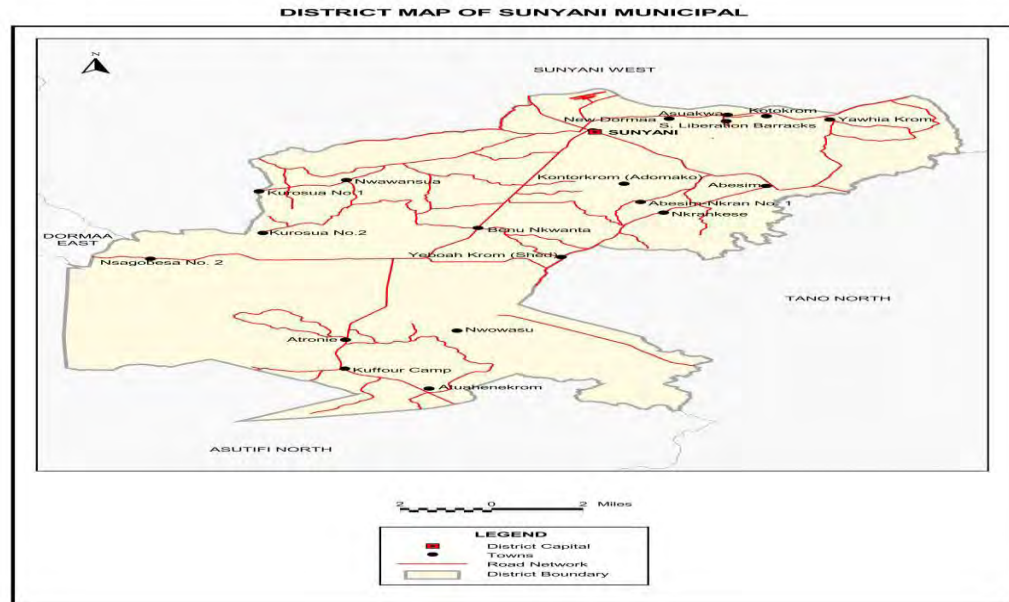 DISTRICT MAP OF SUNYANI MUNICIPAL
N
SUNYANI WEST
Asuakwa
Kotokrom
New Dormaa
S. Liberation Barracks
Yawhia Krom
SUNYANI
Nwawansua
Kontorkrom (Adomako)
Abesim
Kurosua No. 1
Abesim Nkran No. 1
Nkrankese
DORMAA
EAST
Kurosua No.2
Benu Nkwanta
Nsagobesa No. 2
Yeboah Krom (Shed)
TANO NORTH
Nwowasu
Atronie
Kuffour Camp
Atuahenekrom
ASUTIFI NORTH
2 0 2 Miles
LEGEND
District Capital
Towns
Road Network
District Boundary